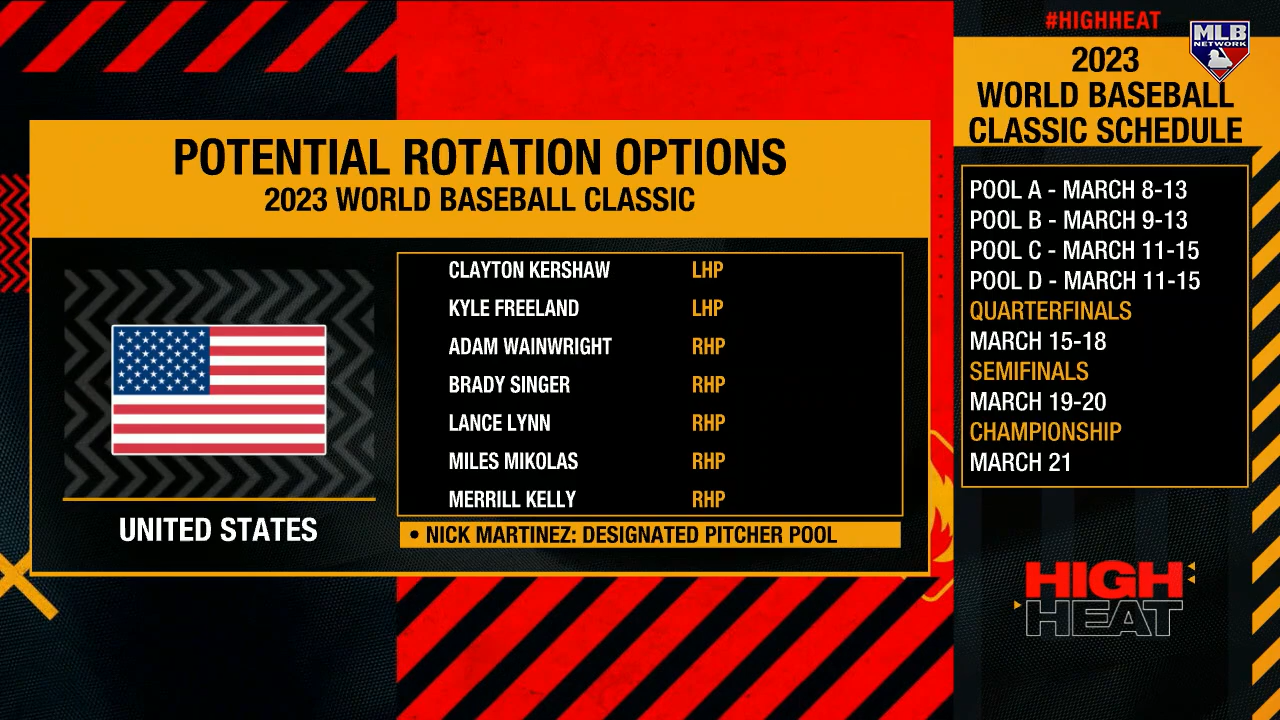 #HIGHHEAT
MLB
NETWORK
2023
WORLD BASEBALL
CLASSIC SCHEDULE
POTENTIAL ROTATION OPTIONS
2023 WORLD BASEBALL CLASSIC
CLAYTON KERSHAW LHP
KYLE FREELAND LHP
ADAM WAINWRIGHT RHP
BRADY SINGER RHP
LANCE LYNN RHP
MILES MIKOLAS RHP
MERRILL KELLY RHP
• NICK MARTINEZ: DESIGNATED PITCHER POOL
UNITED STATES
POOL A - MARCH 8-13
POOL B - MARCH 9-13
POOL C - MARCH 11-15
POOL D - MARCH 11-15
QUARTERFINALS
MARCH 15-18
SEMIFINALS
MARCH 19-20
CHAMPIONSHIP
MARCH 21
HIGH
HEAT